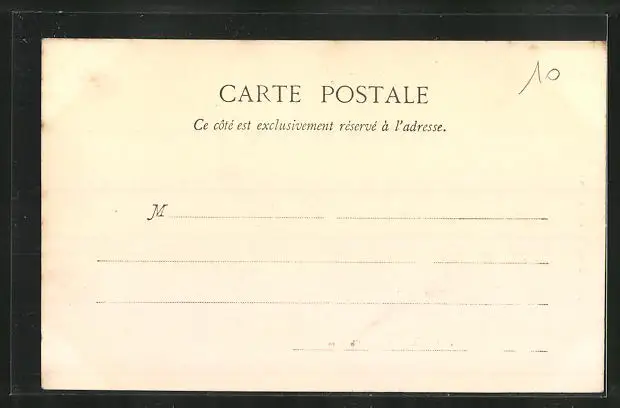 10
CARTE POSTALE
Ce côté est exclusivement réservé à l'adresse.
M